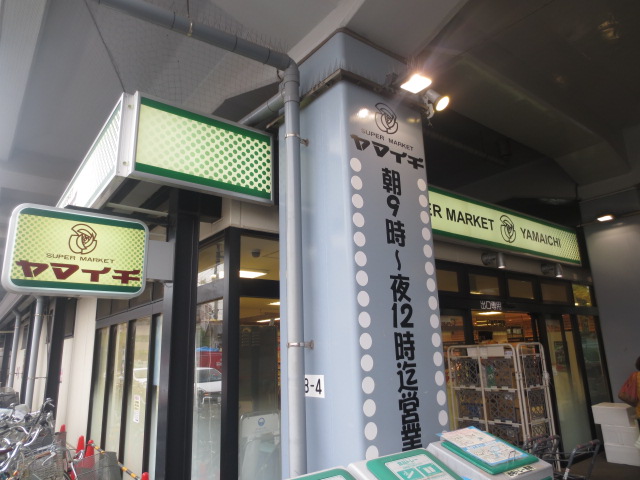 SUPER MARKET
ヤマイチ
SUPER MARKET
ヤマイチ
朝9時～夜12時迄営業
ER MARKET YAMAICHI
出口専用
3-4